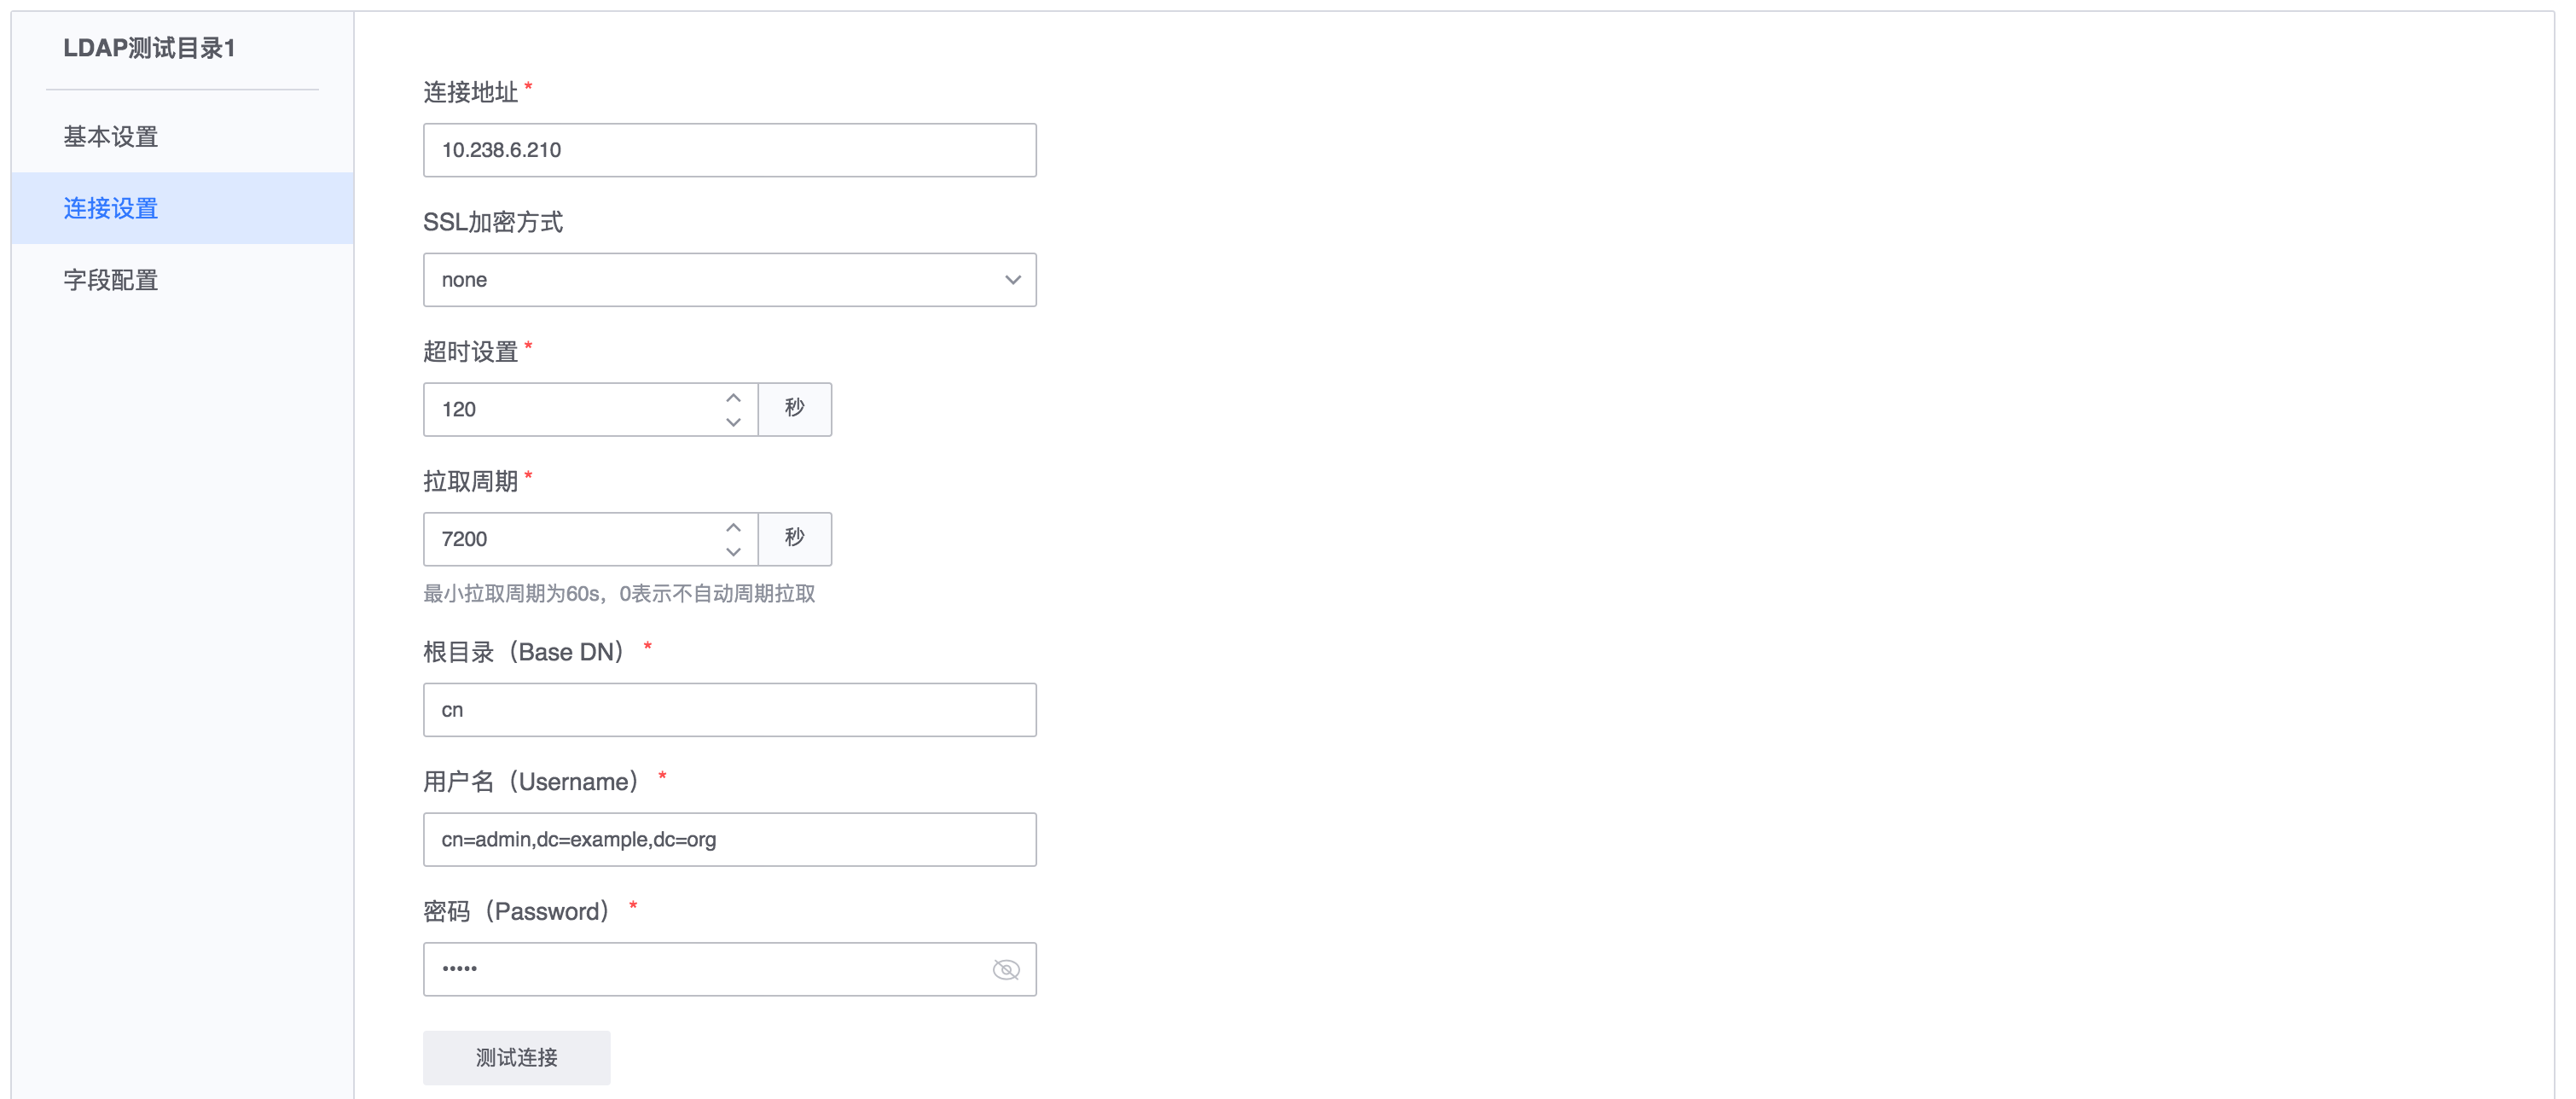 LDAP测试目录1
基本设置
连接设置
字段配置
连接地址 *
10.238.6.210
SSL加密方式
none
超时设置 *
120 秒
拉取周期 *
7200 秒
最小拉取周期为60s，0表示不自动周期拉取
根目录（Base DN） *
cn
用户名（Username） *
cn=admin,dc=example,dc=org
密码（Password） *
•••••
测试连接